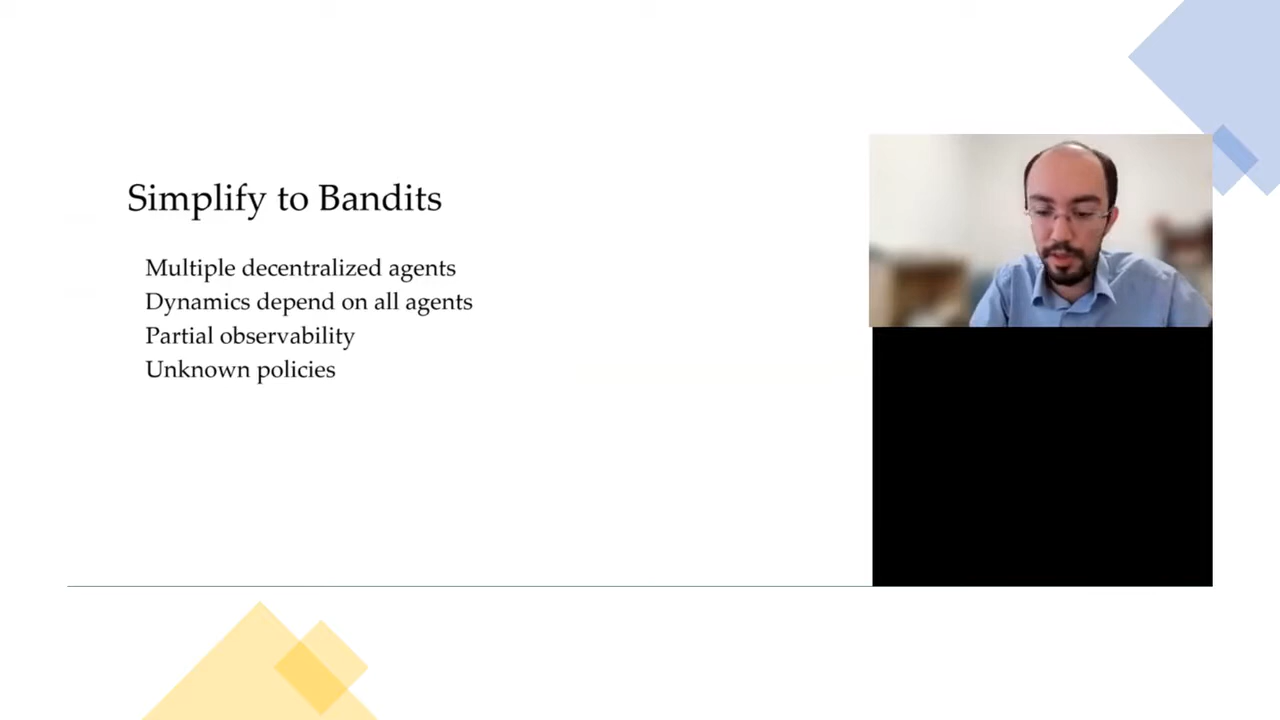 Simplify to Bandits
Multiple decentralized agents
Dynamics depend on all agents
Partial observability
Unknown policies